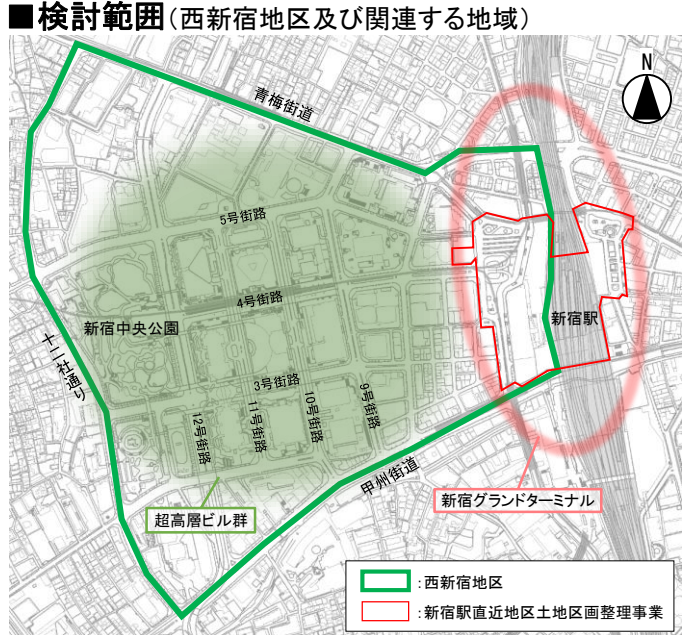 ■検討範囲(西新宿地区及び関連する地域)
N
青梅街道
5号街路
4号街路
新宿中央公園
新宿駅
十二社通り
3号街路
9号街路
10号街路
11号街路
12号街路
甲州街道
新宿グランドターミナル
超高層ビル群
:西新宿地区
:新宿駅直近地区土地区画整理事業